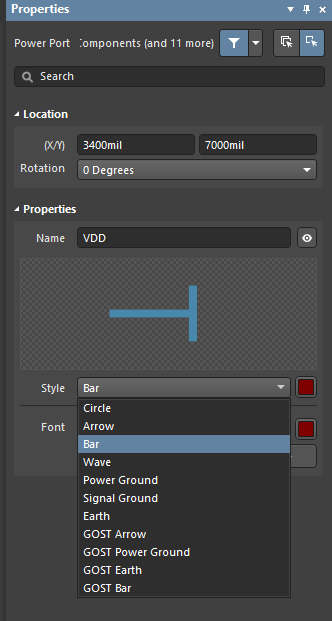 Properties
Power Port Components (and 11 more)
Search
Location
(X/Y) 3400mil 7000mil
Rotation 0 Degrees
Properties
Name VDD
Style Bar
Font
Circle
Arrow
Bar
Wave
Power Ground
Signal Ground
Earth
GOST Arrow
GOST Power Ground
GOST Earth
GOST Bar